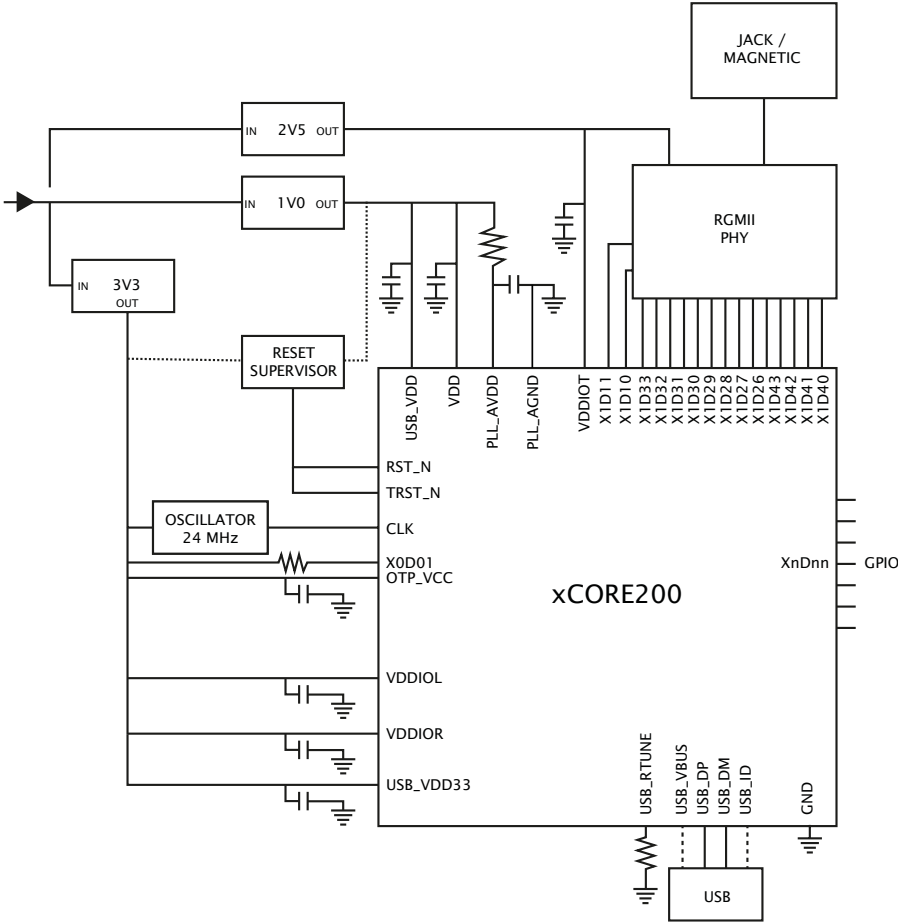 JACK /
MAGNETIC
IN 2V5 OUT
IN 1V0 OUT
RGMII
PHY
IN 3V3
OUT
RESET
SUPERVISOR
USB_VDD
VDD
PLL_AVDD
PLL_AGND
VDDIOT
X1D11
X1D10
X1D33
X1D32
X1D31
X1D30
X1D29
X1D28
X1D27
X1D26
X1D43
X1D42
X1D41
X1D40
RST_N
TRST_N
OSCILLATOR
24 MHz
CLK
X0D01
OTP_VCC
XnDnn GPIO
xCORE200
VDDIOL
VDDIOR
USB_VDD33
USB_RTUNE
USB_VBUS
USB_DP
USB_DM
USB_ID
GND
USB